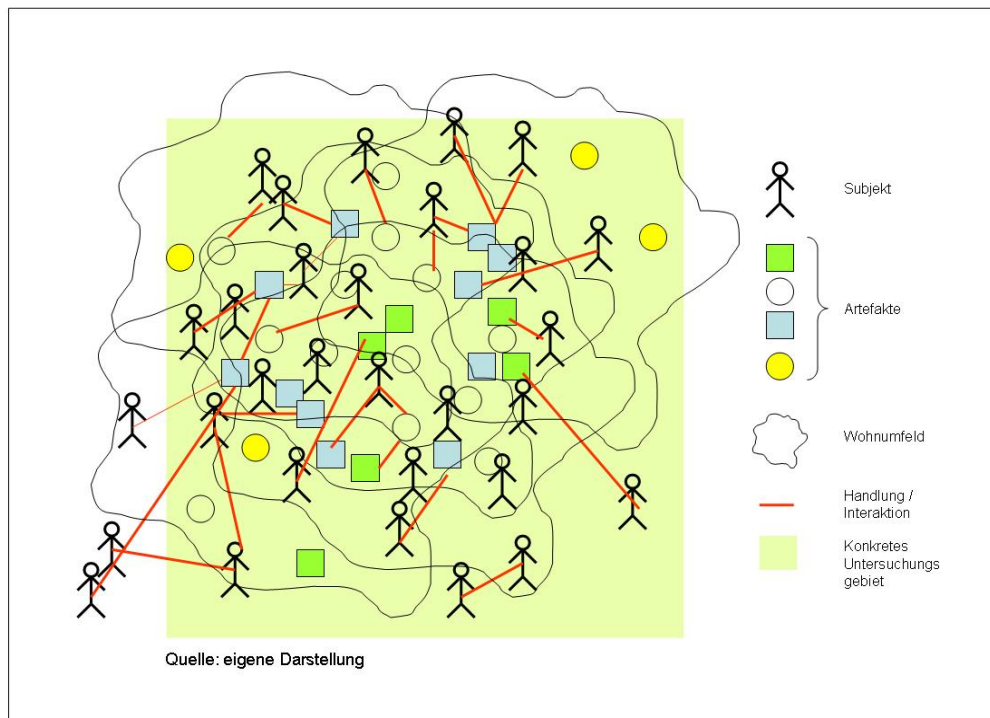 Subjekt
Artefakte
Wohnumfeld
Handlung /
Interaktion
Konkretes
Untersuchungs
gebiet
Quelle: eigene Darstellung